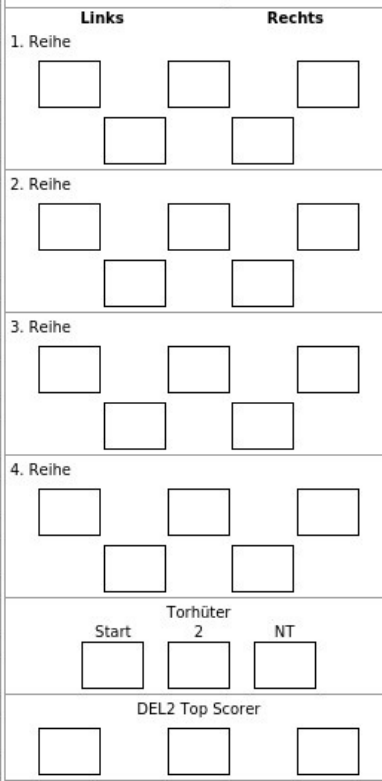 Links Rechts
1. Reihe
2. Reihe
3. Reihe
4. Reihe
Torhüter
Start 2 NT
DEL2 Top Scorer